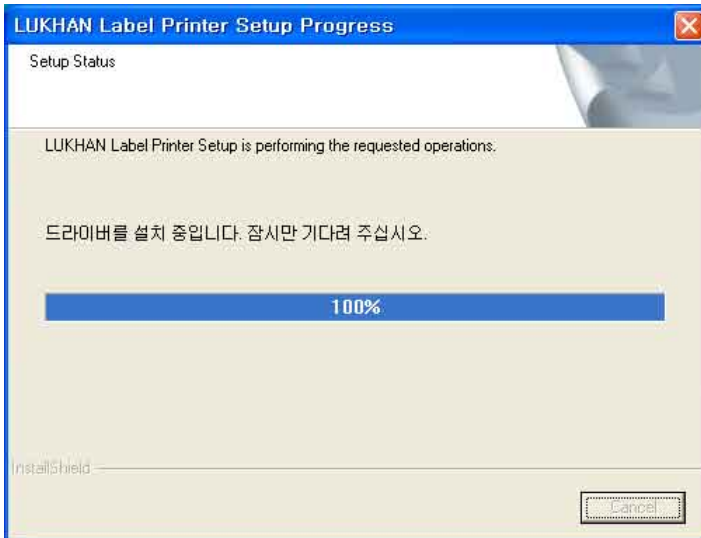 LUKHAN Label Printer Setup Progress
Setup Status
LUKHAN Label Printer Setup is performing the requested operations.
드라이버를 설치 중입니다. 잠시만 기다려 주십시오.
100%
InstallShield
Cancel